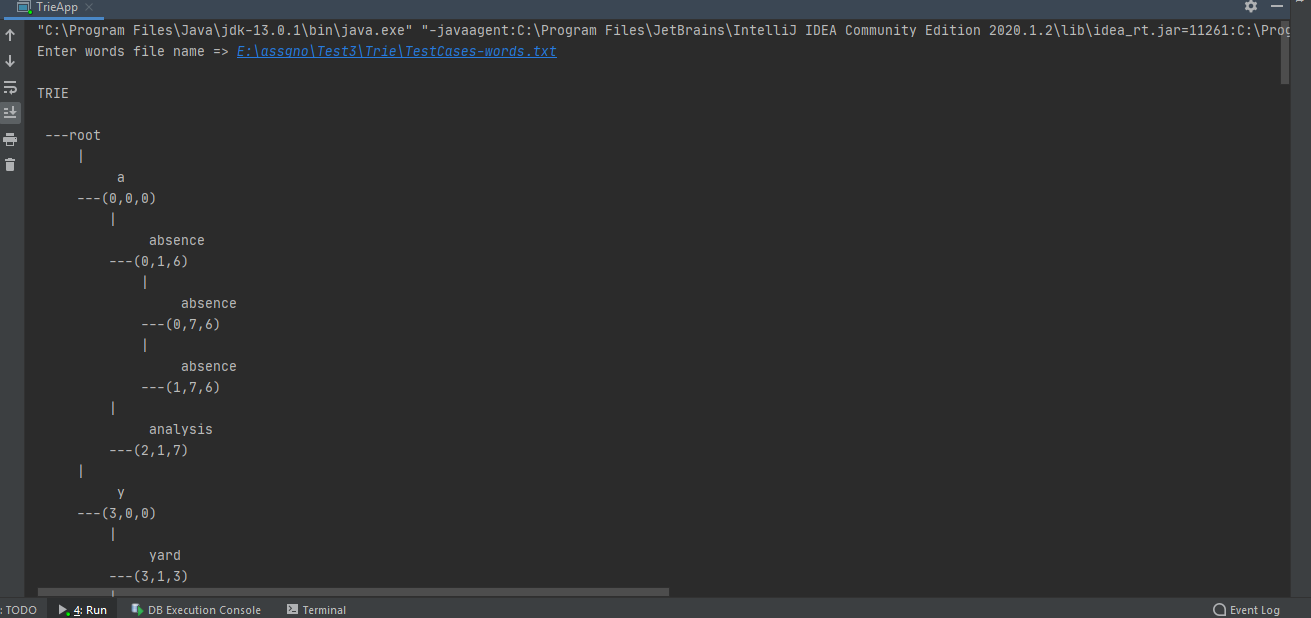 TrieApp
"C:\Program Files\Java\jdk-13.0.1\bin\java.exe" "-javaagent:C:\Program Files\JetBrains\IntelliJ IDEA Community Edition 2020.1.2\lib\idea_rt.jar=11261:C:\Prog
Enter words file name => E:\assgno\Test3\Trie\TestCases-words.txt
TRIE
---root
|
a
---(0,0,0)
|
absence
---(0,1,6)
|
absence
---(0,7,6)
|
absence
---(1,7,6)
|
analysis
---(2,1,7)
|
y
---(3,0,0)
|
yard
---(3,1,3)
: TODO 4: Run DB Execution Console Terminal Event Log